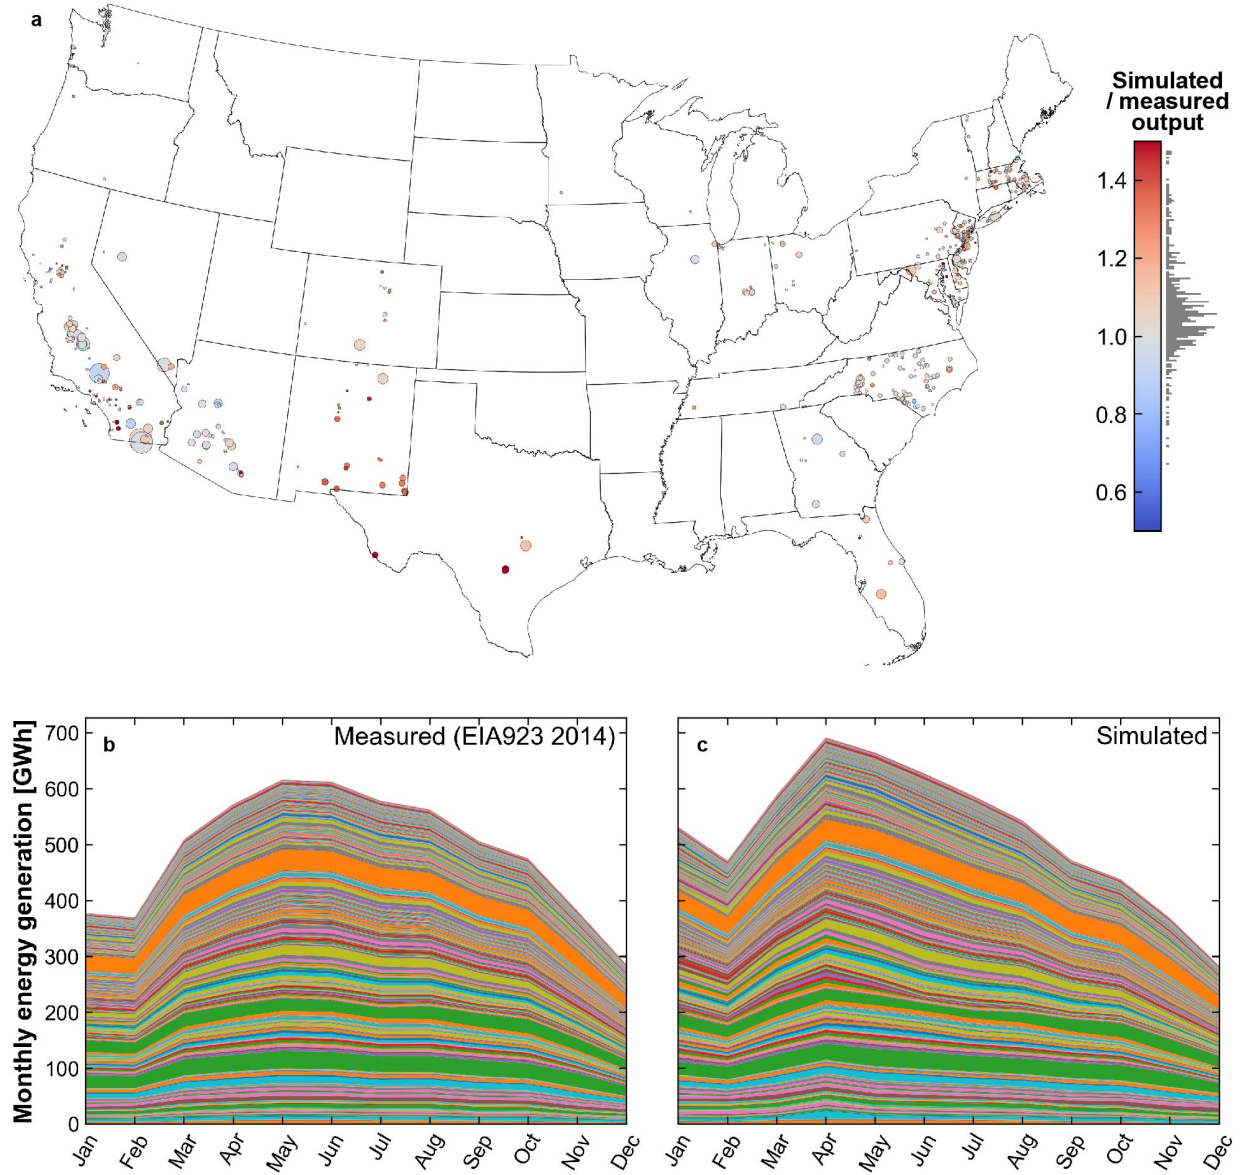 a
Simulated
/ measured
output
1.4
1.2
1.0
0.8
0.6
Monthly energy generation [GWh]
700
600
500
400
300
200
100
0
b
Measured (EIA923 2014)
Jan
Feb
Mar
Apr
May
Jun
Jul
Aug
Sep
Oct
Nov
Dec
c
Simulated
Jan
Feb
Mar
Apr
May
Jun
Jul
Aug
Sep
Oct
Nov
Dec